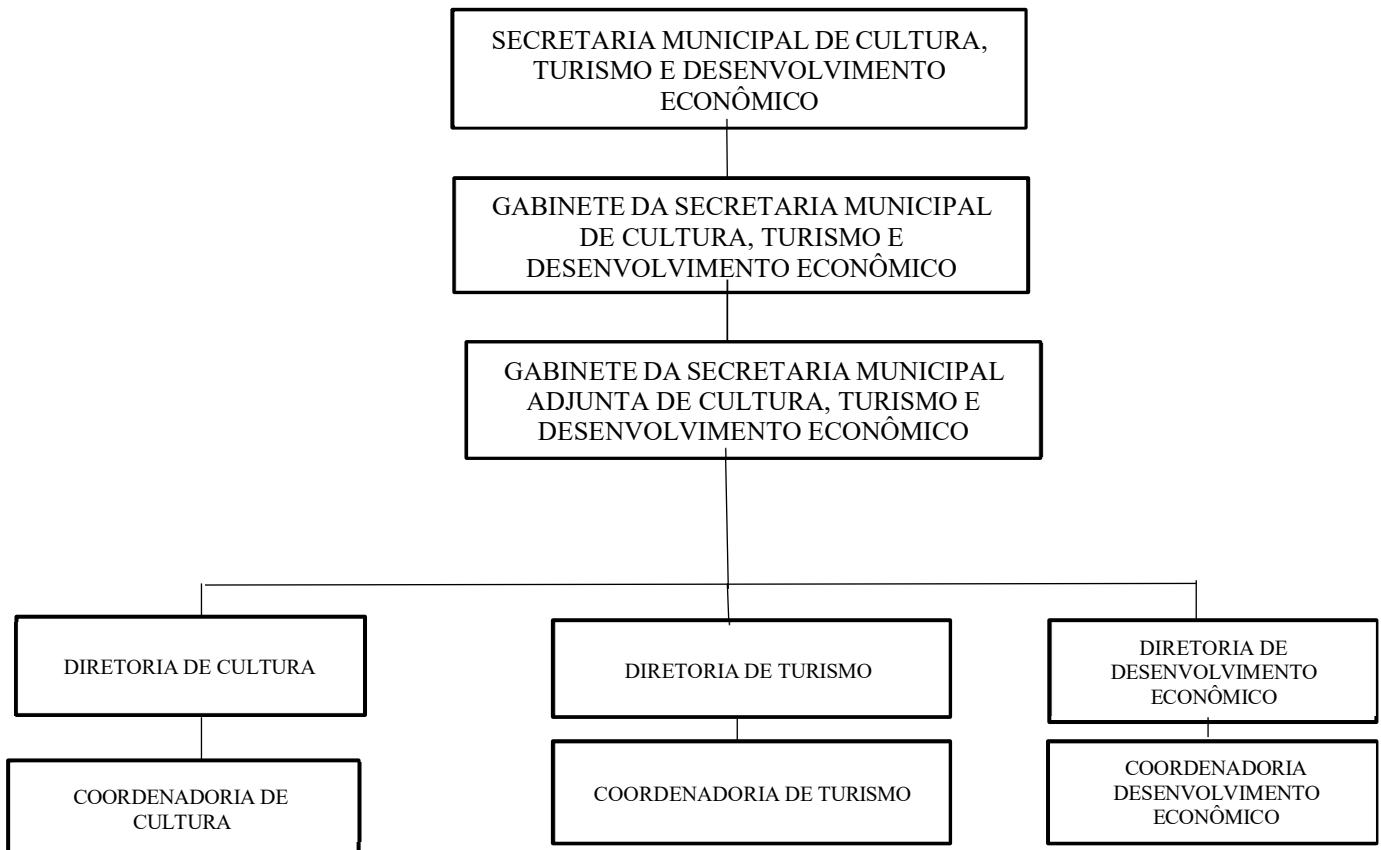 SECRETARIA MUNICIPAL DE CULTURA,
TURISMO E DESENVOLVIMENTO
ECONÔMICO
GABINETE DA SECRETARIA MUNICIPAL
DE CULTURA, TURISMO E
DESENVOLVIMENTO ECONÔMICO
GABINETE DA SECRETARIA MUNICIPAL
ADJUNTA DE CULTURA, TURISMO E
DESENVOLVIMENTO ECONÔMICO
DIRETORIA DE CULTURA
DIRETORIA DE TURISMO
DIRETORIA DE
DESENVOLVIMENTO
ECONÔMICO
COORDENADORIA DE
CULTURA
COORDENADORIA DE TURISMO
COORDENADORIA
DESENVOLVIMENTO
ECONÔMICO